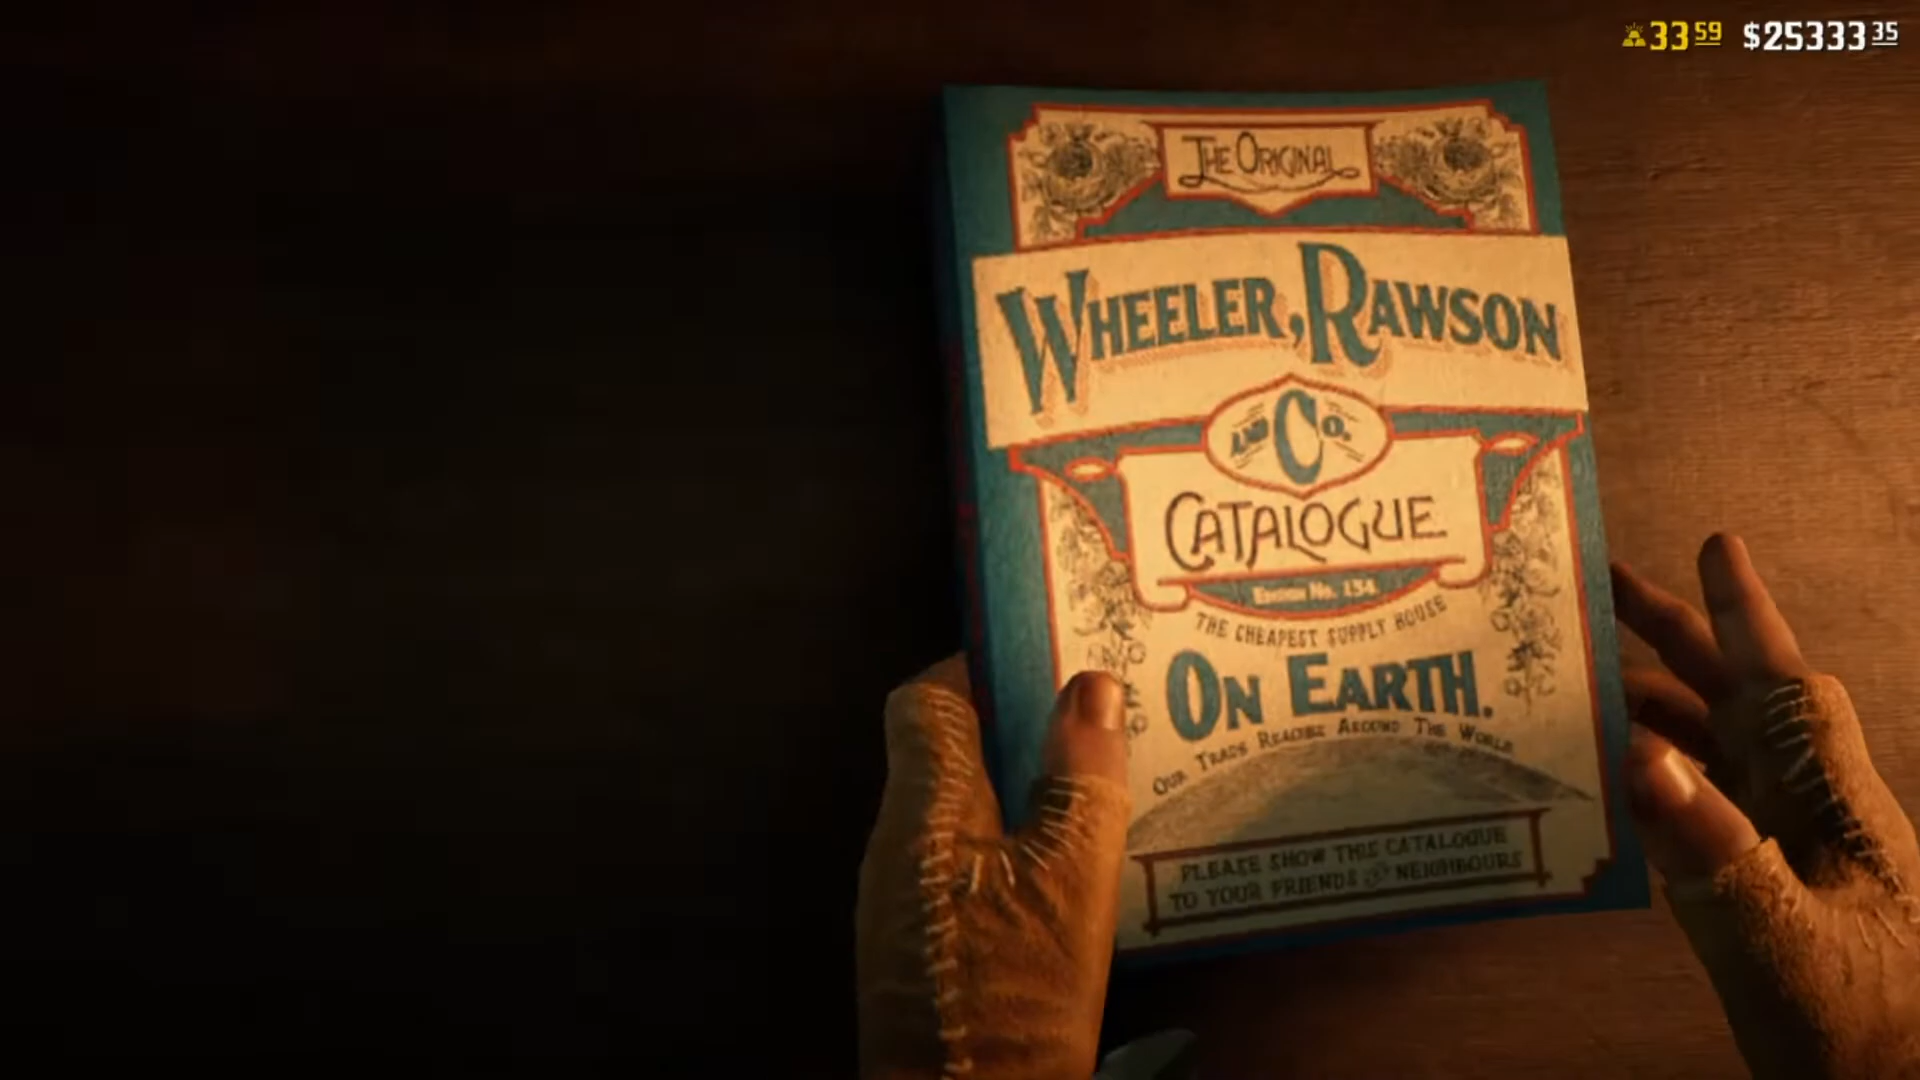 33 59 $25333 35
THE ORIGINAL
WHEELER, RAWSON
AND CO.
CATALOGUE
EDITION No. 134.
THE CHEAPEST SUPPLY HOUSE
ON EARTH.
OUR TRADE REACHES AROUND THE WORLD
PLEASE SHOW THIS CATALOGUE
TO YOUR FRIENDS AND NEIGHBOURS